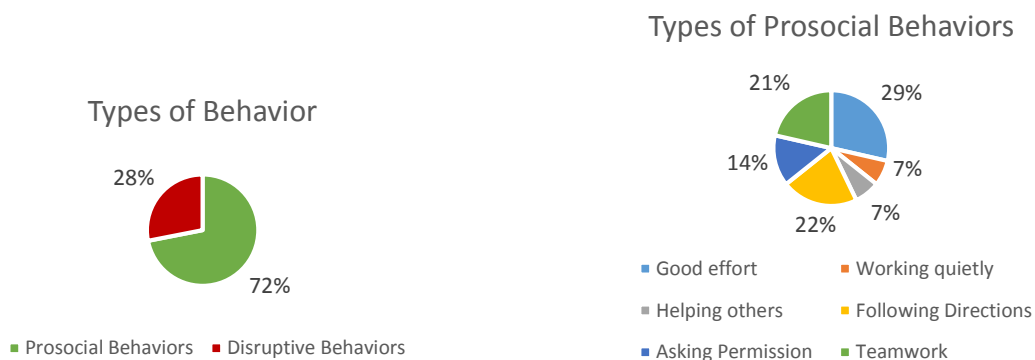 Types of Behavior
28%
72%
Prosocial Behaviors Disruptive Behaviors
Types of Prosocial Behaviors
21%
29%
14%
7%
22%
7%
Good effort Working quietly
Helping others Following Directions
Asking Permission Teamwork